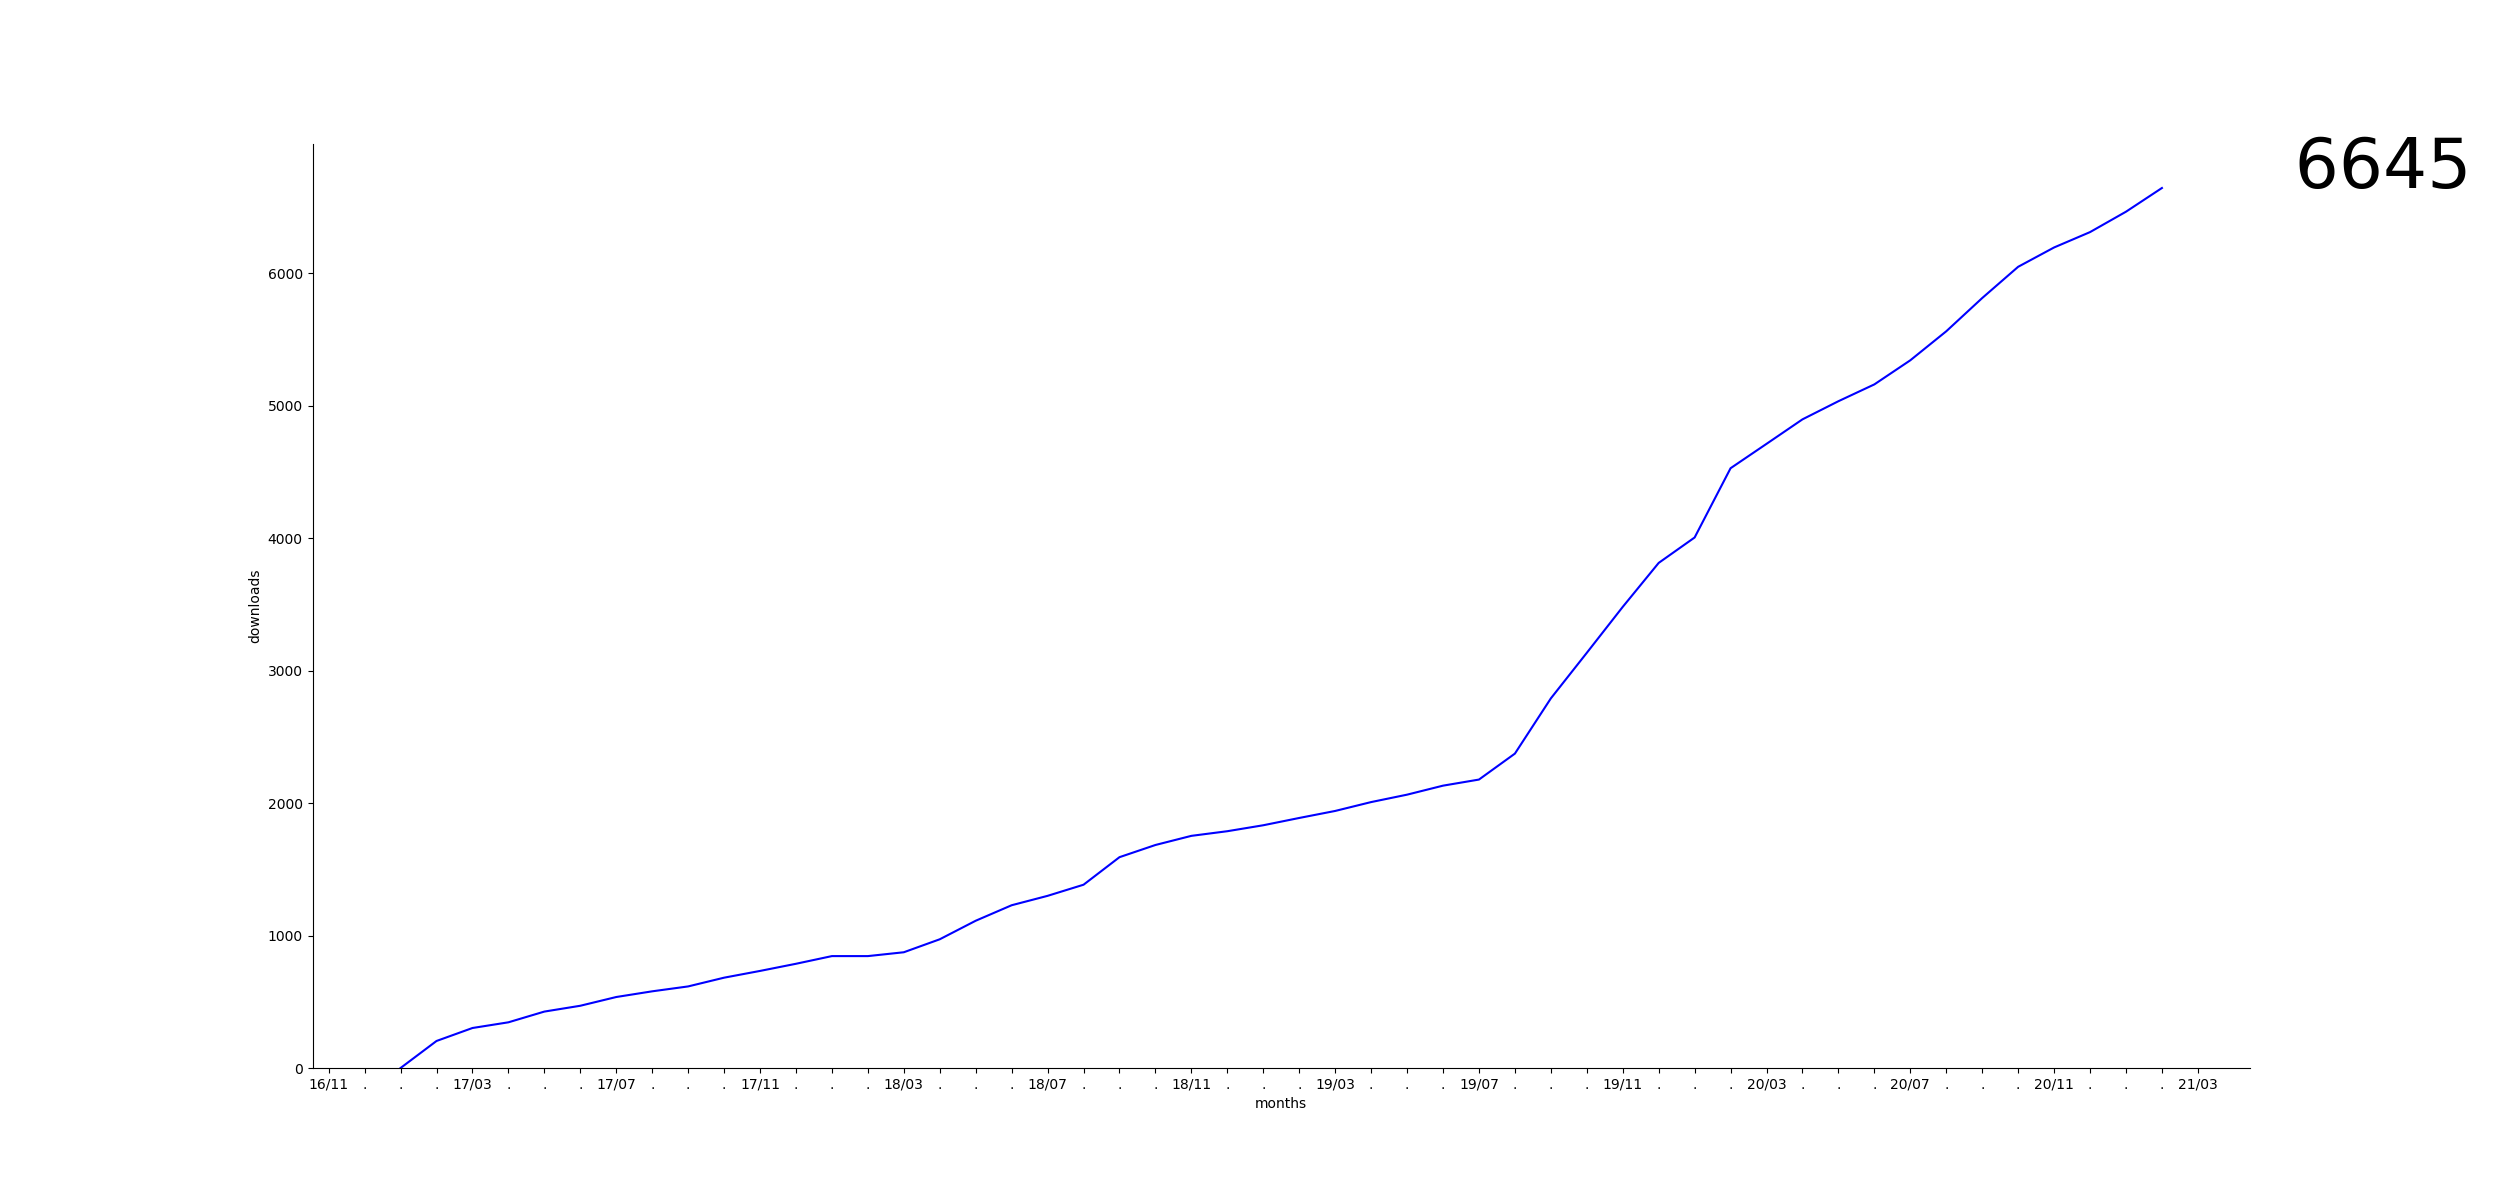 6645
6000
5000
4000
downloads
3000
2000
1000
0
16/11 . . . 17/03 . . . 17/07 . . . 17/11 . . . 18/03 . . . 18/07 . . . 18/11 . . . 19/03 . . . 19/07 . . . 19/11 . . . 20/03 . . . 20/07 . . . 20/11 . . . 21/03
months